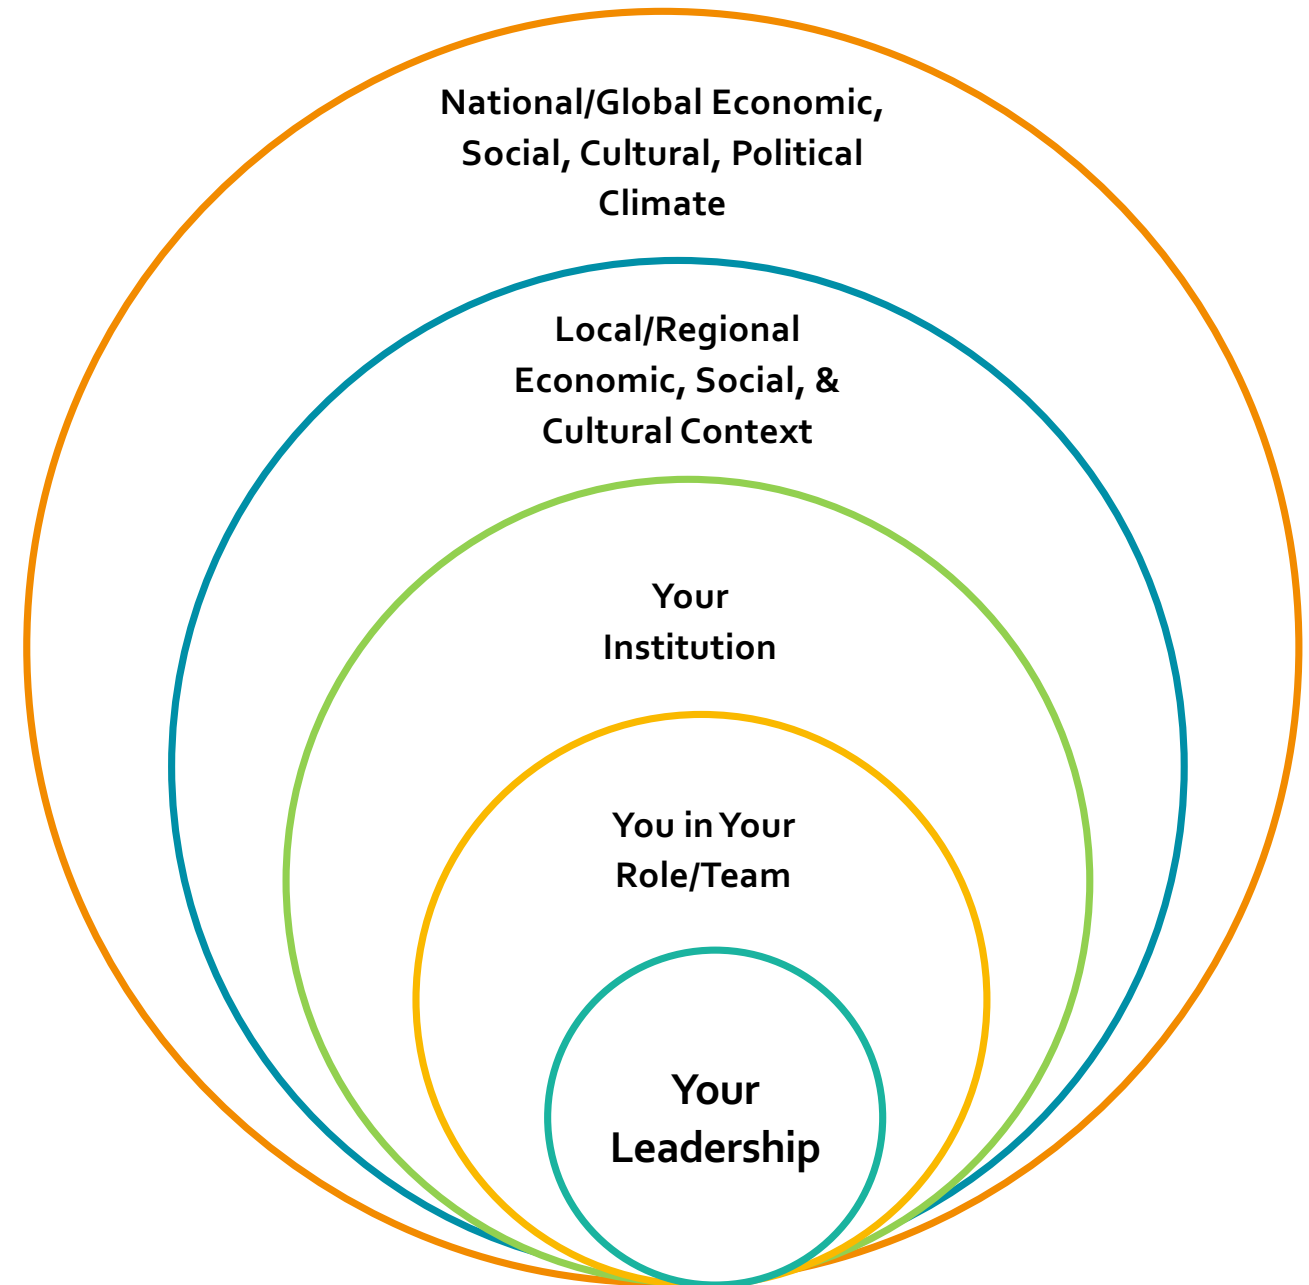 National/Global Economic,
Social, Cultural, Political
Climate
Local/Regional
Economic, Social, &
Cultural Context
Your
Institution
You in Your
Role/Team
Your
Leadership